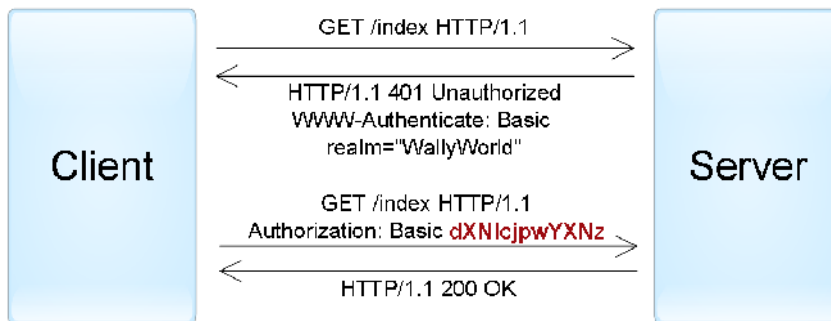 GET /index HTTP/1.1
HTTP/1.1 401 Unauthorized
WWW-Authenticate: Basic
realm="WallyWorld"
Client
Server
GET /index HTTP/1.1
Authorization: Basic dXNlcjpwYXNz
HTTP/1.1 200 OK